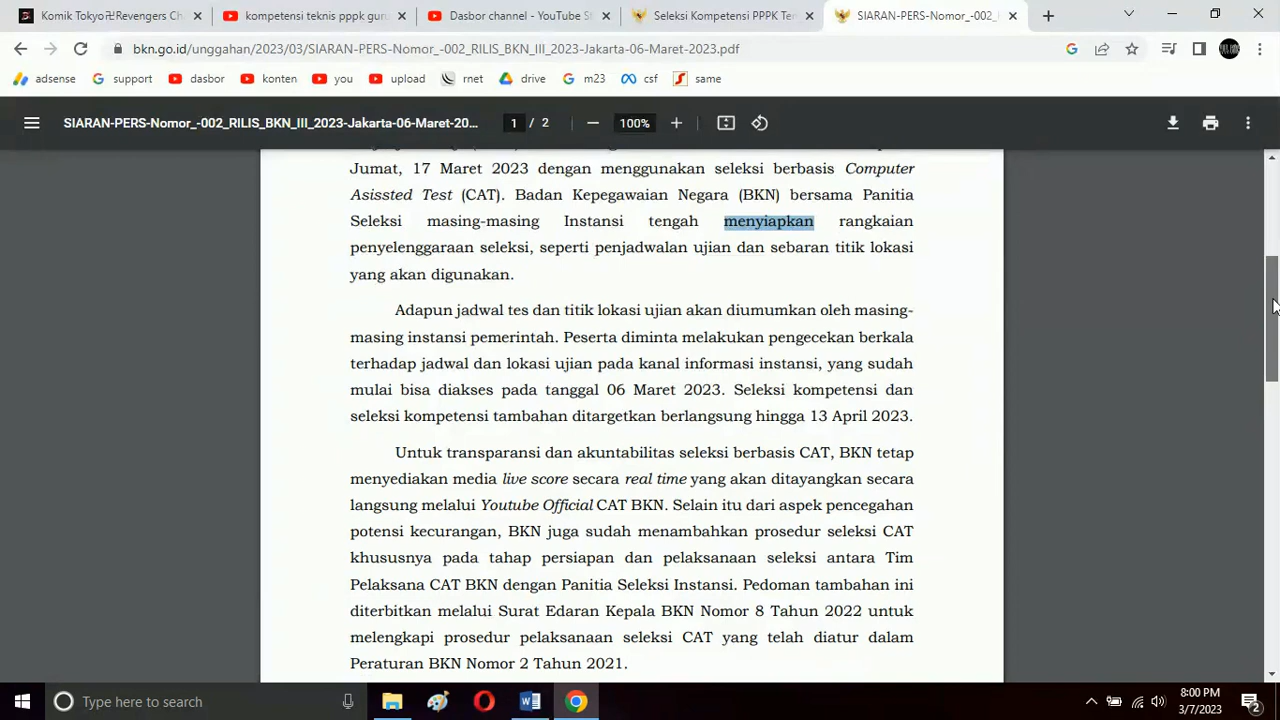 Komik Tokyo卍Revengers Ch
kompetensi teknis pppk guru
Dasbor channel - YouTube S
Seleksi Kompetensi PPPK Te
SIARAN-PERS-Nomor_-002_
bkn.go.id/unggahan/2023/03/SIARAN-PERS-Nomor_-002_RILIS_BKN_III_2023-Jakarta-06-Maret-2023.pdf
adsense support dasbor konten you upload rnet drive m23 csf same
SIARAN-PERS-Nomor_-002_RILIS_BKN_III_2023-Jakarta-06-Maret-20... 1 / 2 100%
Jumat, 17 Maret 2023 dengan menggunakan seleksi berbasis Computer
Asissted Test (CAT). Badan Kepegawaian Negara (BKN) bersama Panitia
Seleksi masing-masing Instansi tengah menyiapkan rangkaian
penyelenggaraan seleksi, seperti penjadwalan ujian dan sebaran titik lokasi
yang akan digunakan.
Adapun jadwal tes dan titik lokasi ujian akan diumumkan oleh masing-
masing instansi pemerintah. Peserta diminta melakukan pengecekan berkala
terhadap jadwal dan lokasi ujian pada kanal informasi instansi, yang sudah
mulai bisa diakses pada tanggal 06 Maret 2023. Seleksi kompetensi dan
seleksi kompetensi tambahan ditargetkan berlangsung hingga 13 April 2023.
Untuk transparansi dan akuntabilitas seleksi berbasis CAT, BKN tetap
menyediakan media live score secara real time yang akan ditayangkan secara
langsung melalui Youtube Official CAT BKN. Selain itu dari aspek pencegahan
potensi kecurangan, BKN juga sudah menambahkan prosedur seleksi CAT
khususnya pada tahap persiapan dan pelaksanaan seleksi antara Tim
Pelaksana CAT BKN dengan Panitia Seleksi Instansi. Pedoman tambahan ini
diterbitkan melalui Surat Edaran Kepala BKN Nomor 8 Tahun 2022 untuk
melengkapi prosedur pelaksanaan seleksi CAT yang telah diatur dalam
Peraturan BKN Nomor 2 Tahun 2021.
Type here to search
8:00 PM
3/7/2023
2